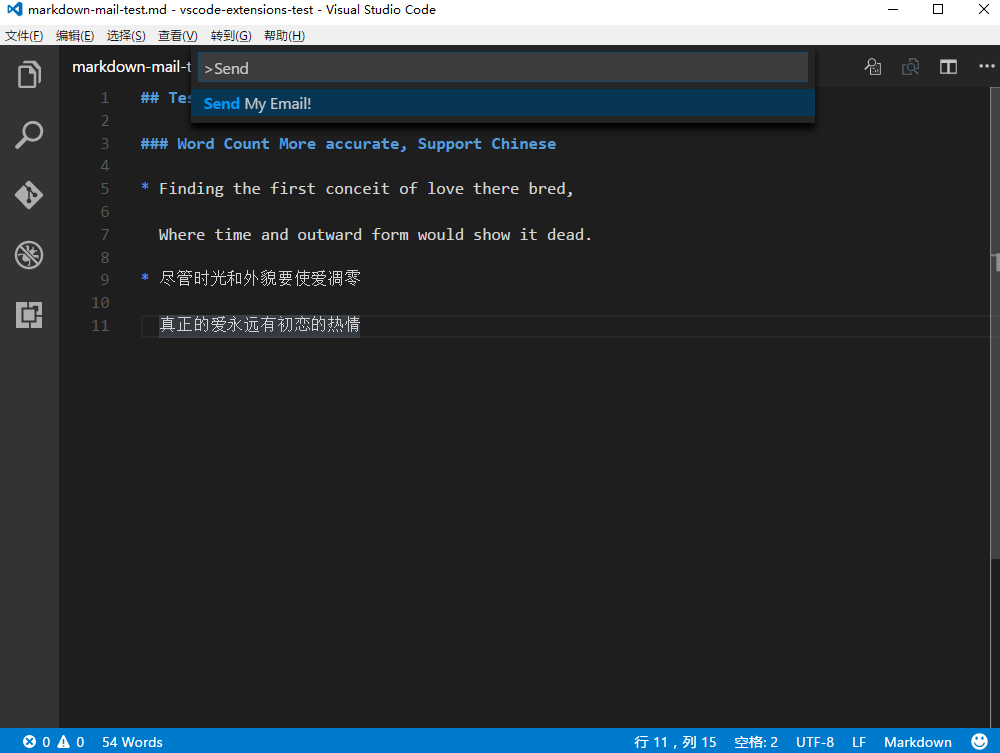 markdown-mail-test.md - vscode-extensions-test - Visual Studio Code
文件(F) 编辑(E) 选择(S) 查看(V) 转到(G) 帮助(H)
markdown-mail-t
>Send
Send My Email!
1 ## Tes
2
3 ### Word Count More accurate, Support Chinese
4
5 * Finding the first conceit of love there bred,
6
7 Where time and outward form would show it dead.
8
9 * 尽管时光和外貌要使爱凋零
10
11 真正的爱永远有初恋的热情
0 0 54 Words 行 11，列 15 空格: 2 UTF-8 LF Markdown